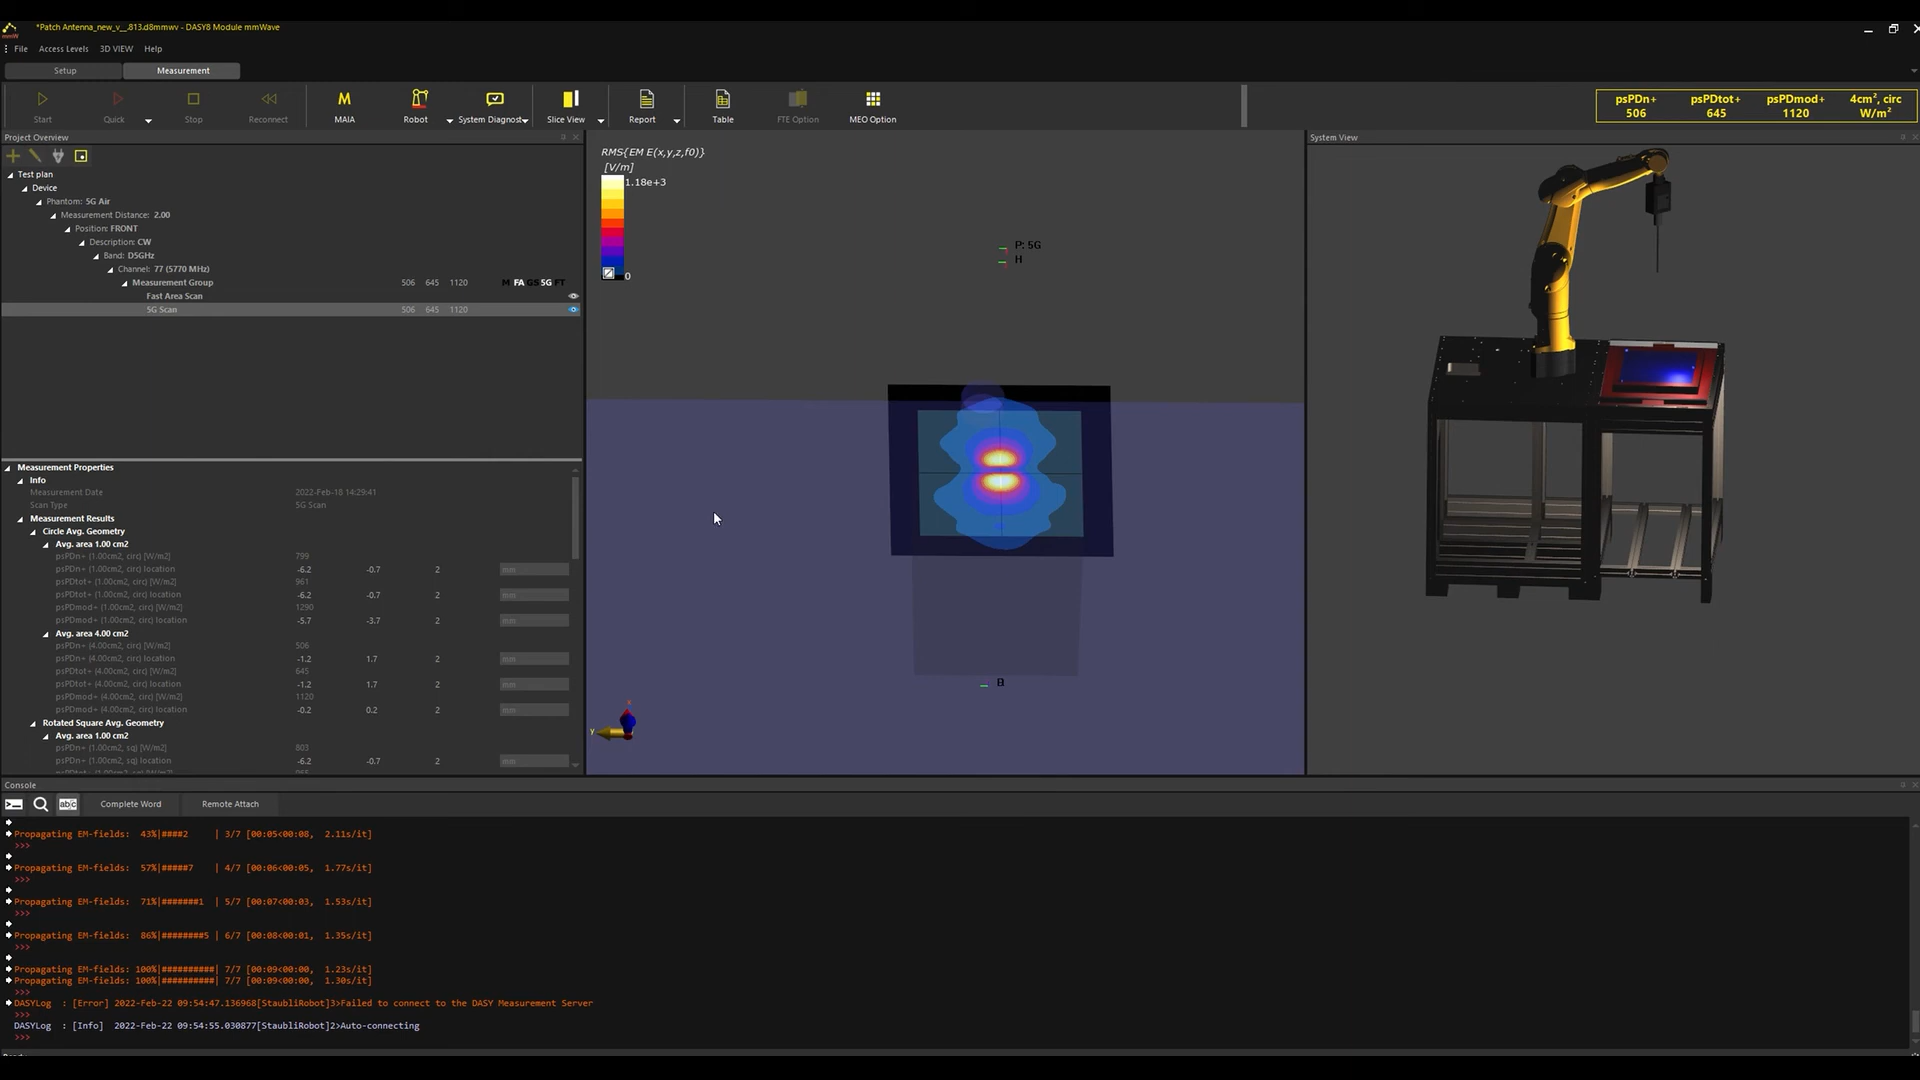 *Patch Antenna_new_v__.813.d8mmwv - DASY8 Module mmWave
File Access Levels 3D VIEW Help
Setup Measurement
Start Quick Stop Reconnect MAIA Robot System Diagnost Slice View Report Table FTE Option MEO Option
psPDn+ psPDtot+ psPDmod+ 4cm², circ
506 645 1120 W/m²
Project Overview
Test plan
Device
Phantom: 5G Air
Measurement Distance: 2.00
Position: FRONT
Description: CW
Band: D5GHz
Channel: 77 (5770 MHz)
Measurement Group 506 645 1120 M FA GS 5G FT
Fast Area Scan
5G Scan 506 645 1120
Measurement Properties
Info
Measurement Date 2022-Feb-18 14:29:41
Scan Type 5G Scan
Measurement Results
Circle Avg. Geometry
Avg. area 1.00 cm2
psPDn+ (1.00cm2, circ) [W/m2] 799
psPDn+ (1.00cm2, circ) location -6.2 -0.7 2 mm
psPDtot+ (1.00cm2, circ) [W/m2] 961
psPDtot+ (1.00cm2, circ) location -6.2 -0.7 2 mm
psPDmod+ (1.00cm2, circ) [W/m2] 1290
psPDmod+ (1.00cm2, circ) location -5.7 -3.7 2 mm
Avg. area 4.00 cm2
psPDn+ (4.00cm2, circ) [W/m2] 506
psPDn+ (4.00cm2, circ) location -1.2 1.7 2 mm
psPDtot+ (4.00cm2, circ) [W/m2] 645
psPDtot+ (4.00cm2, circ) location -1.2 1.7 2 mm
psPDmod+ (4.00cm2, circ) [W/m2] 1120
psPDmod+ (4.00cm2, circ) location -0.2 0.2 2 mm
Rotated Square Avg. Geometry
Avg. area 1.00 cm2
psPDn+ (1.00cm2, sq) [W/m2] 803
psPDn+ (1.00cm2, sq) location -6.2 -0.7 2 mm
RMS{EM E(x,y,z,f0)}
[V/m]
1.18e+3
0
P: 5G
H
x
y
System View
Console
Complete Word Remote Attach
Propagating EM-fields: 43%|####2 | 3/7 [00:05<00:08, 2.11s/it]
>>>
Propagating EM-fields: 57%|#####7 | 4/7 [00:06<00:05, 1.77s/it]
>>>
Propagating EM-fields: 71%|#######1 | 5/7 [00:07<00:03, 1.53s/it]
>>>
Propagating EM-fields: 86%|########5 | 6/7 [00:08<00:01, 1.35s/it]
>>>
Propagating EM-fields: 100%|##########| 7/7 [00:09<00:00, 1.23s/it]
Propagating EM-fields: 100%|##########| 7/7 [00:09<00:00, 1.30s/it]
>>>
DASYLog : [Error] 2022-Feb-22 09:54:47.136968[StaubliRobot]3>Failed to connect to the DASY Measurement Server
>>>
DASYLog : [Info] 2022-Feb-22 09:54:55.030877[StaubliRobot]2>Auto-connecting
>>>